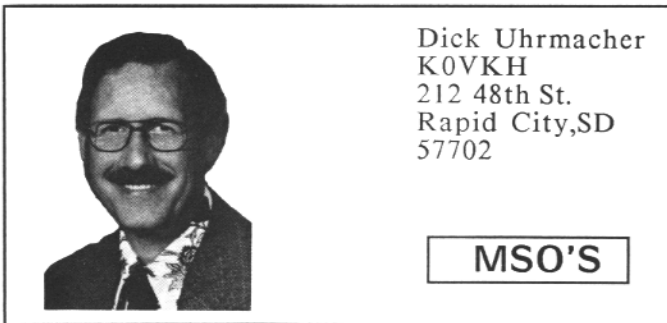 Dick Uhrmacher
K0VKH
212 48th St.
Rapid City,SD
57702
MSO'S